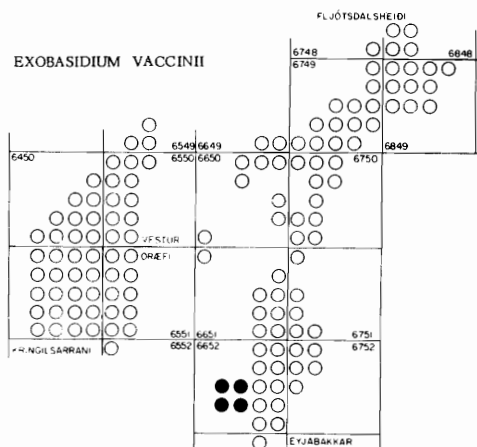 FLJÓTSDALSHEIÐI
EXOBASIDIUM VACCINII
6748 6848
6749
6549 6649 6849
6450 6550 6650 6750
VESTUR
ÖRÆFI
6551 6651 6751
KRINGILSÁRRANI 6552 6652 6752
EYJABAKKAR